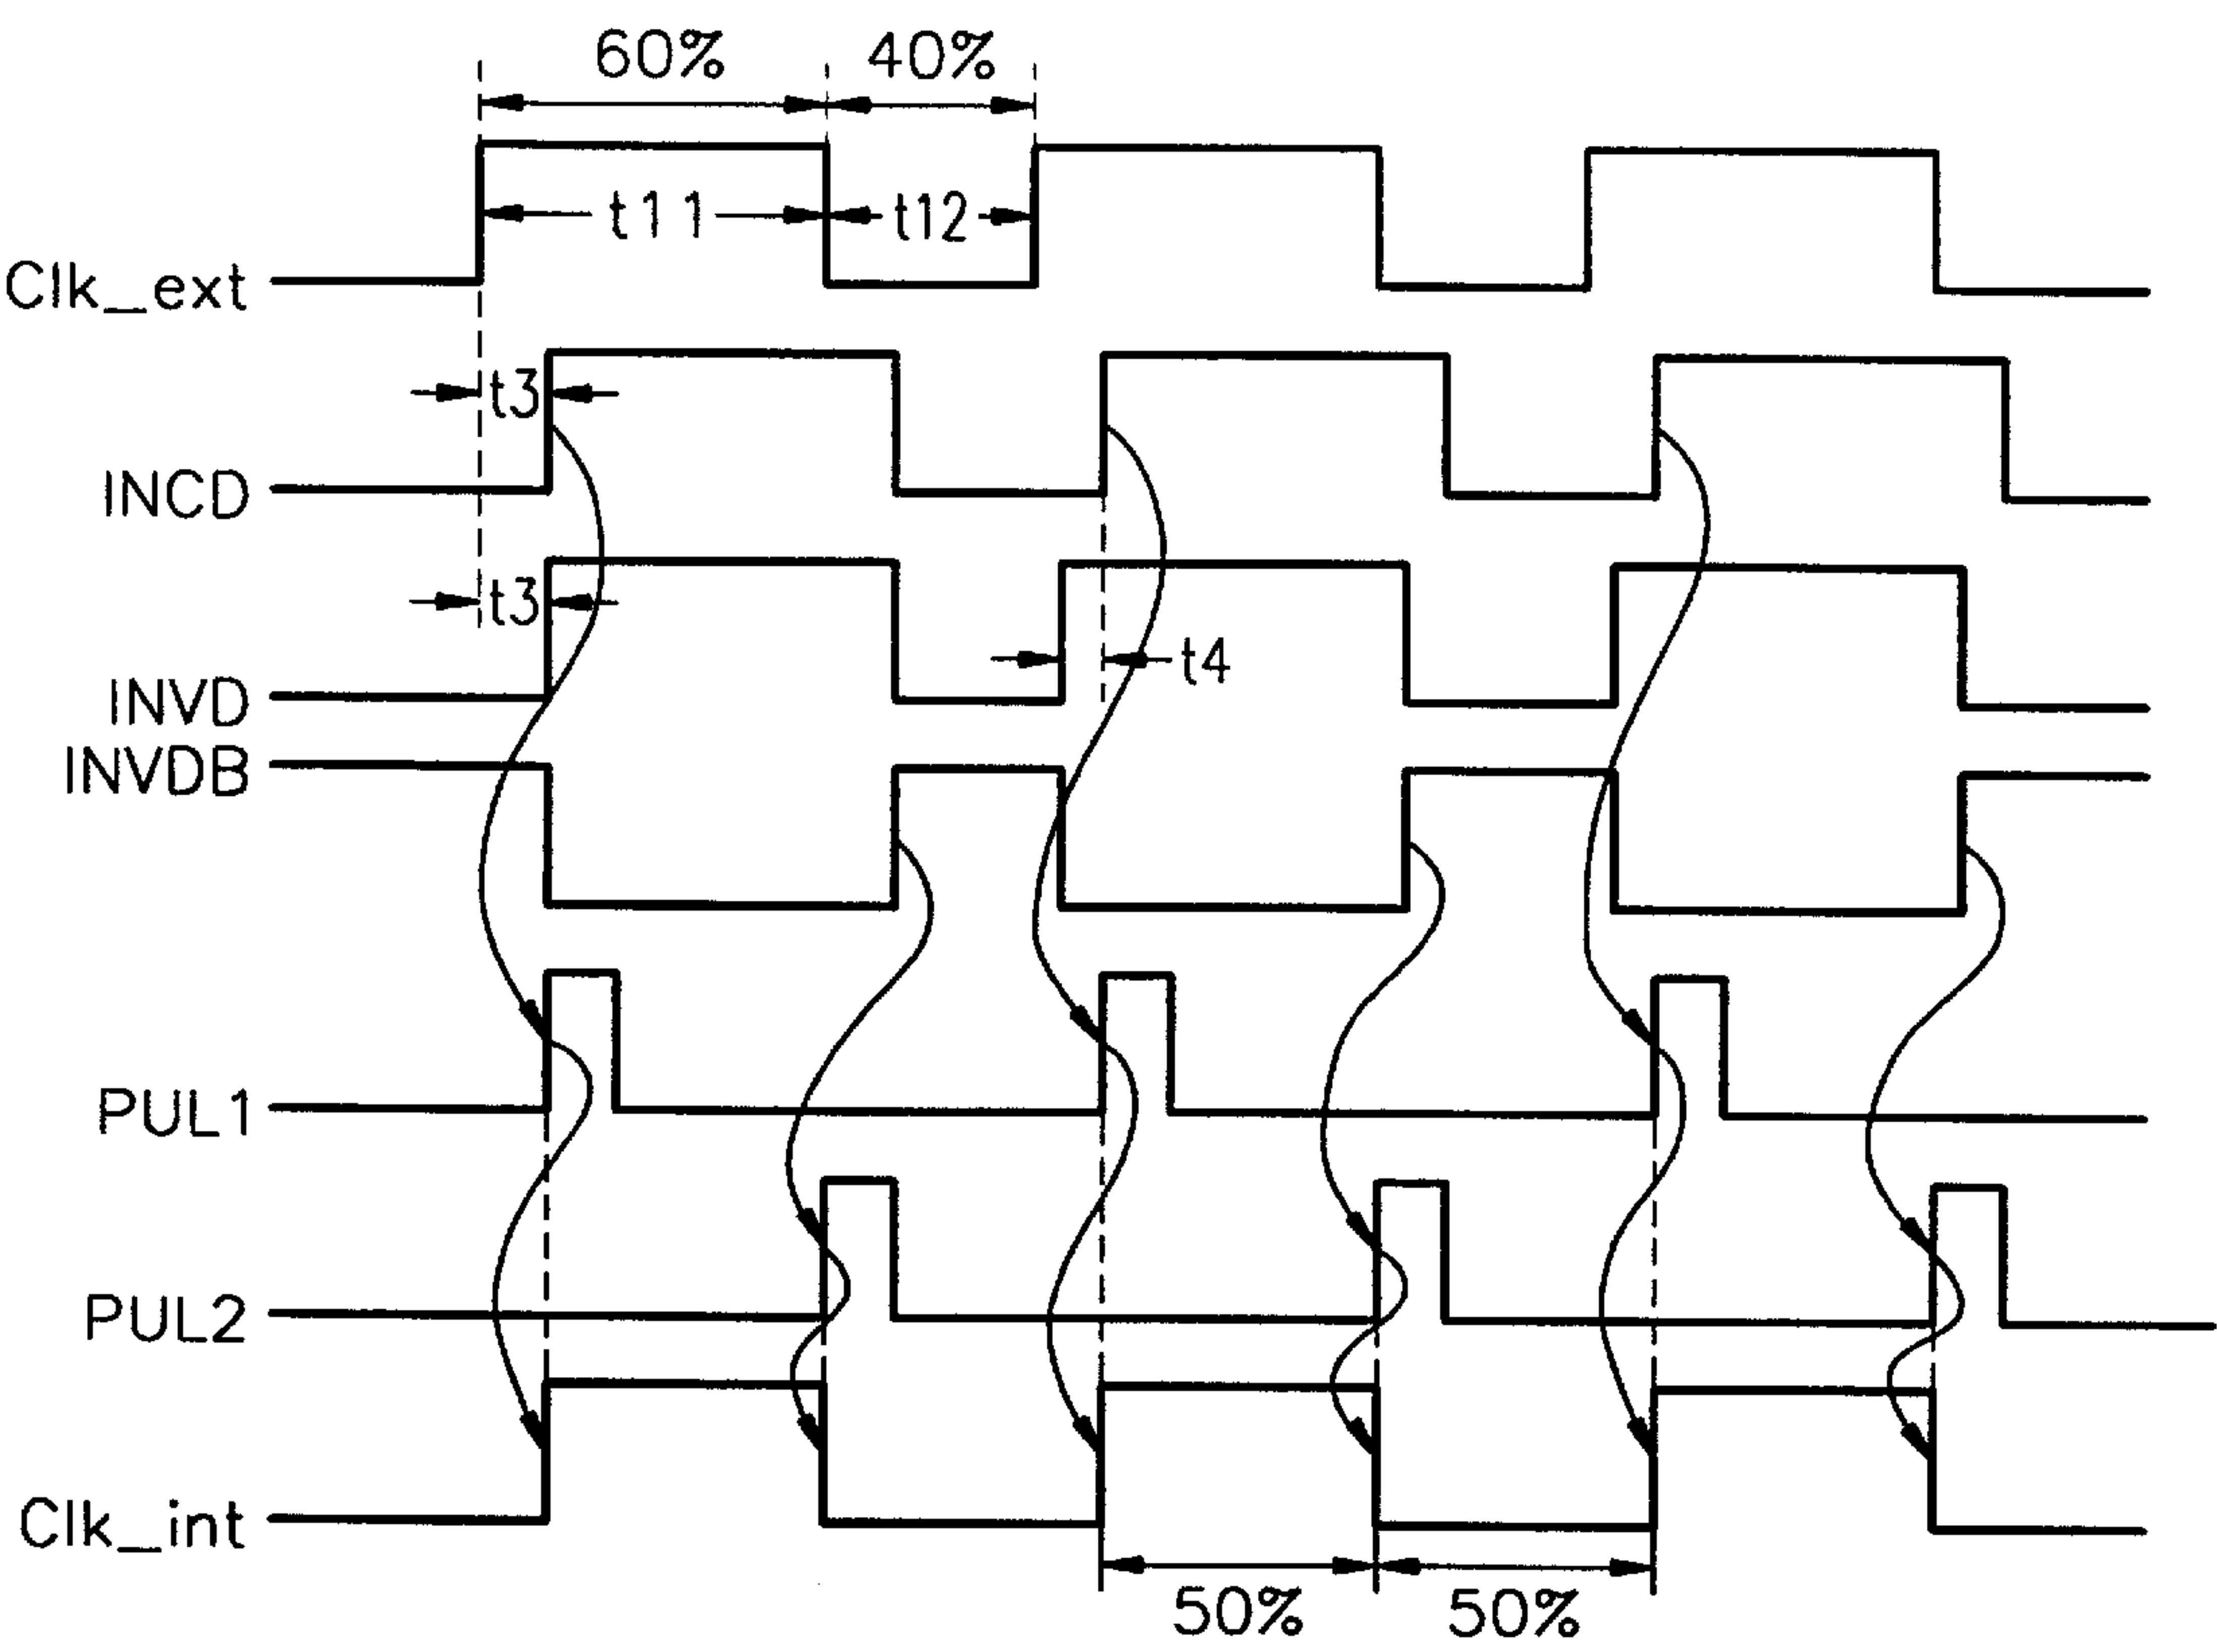 60% 40%
t11 t12
Clk_ext
t3
INCD
t3
t4
INVD
INVDB
PUL1
PUL2
Clk_int
50% 50%